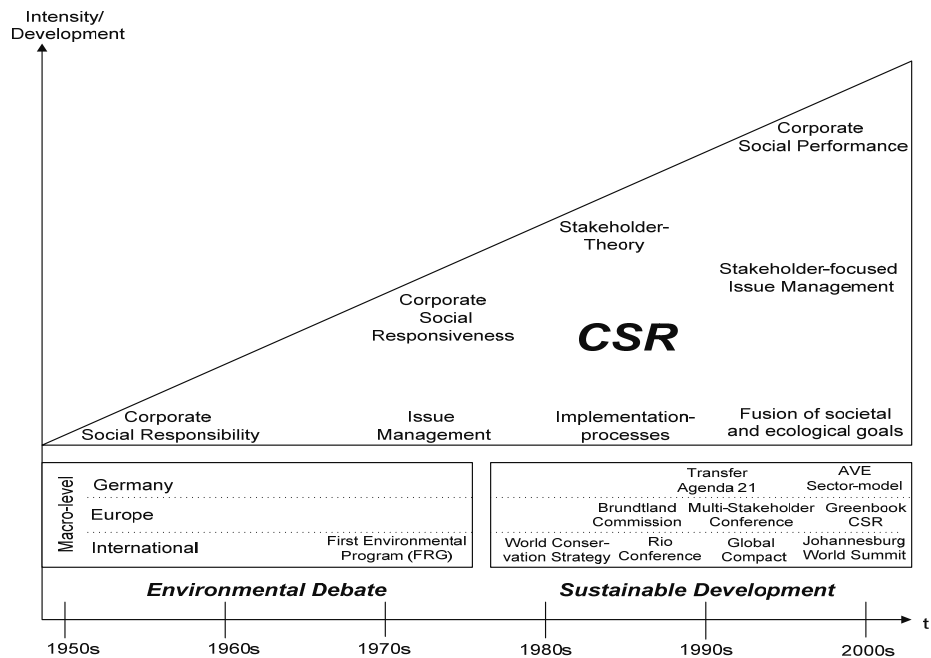 Intensity/
Development
Corporate
Social Performance
Stakeholder-
Theory
Stakeholder-focused
Issue Management
Corporate
Social
Responsiveness
CSR
Corporate
Social Responsibility
Issue
Management
Implementation-
processes
Fusion of societal
and ecological goals
Macro-level
Germany
Transfer
Agenda 21
AVE
Sector-model
Europe
Brundtland
Commission
Multi-Stakeholder
Conference
Greenbook
CSR
International
First Environmental
Program (FRG)
World Conser-
vation Strategy
Rio
Conference
Global
Compact
Johannesburg
World Summit
Environmental Debate
Sustainable Development
t
1950s
1960s
1970s
1980s
1990s
2000s